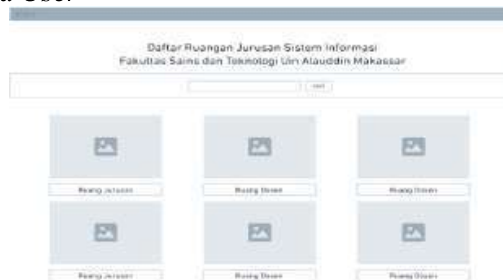 Daftar Ruangan Jurusan Sistem Informasi
Fakultas Sains dan Teknologi Uin Alauddin Makassar
Ruang Jurusan
Ruang Dosen
Ruang Dosen
Ruang Jurusan
Ruang Dosen
Ruang Dosen